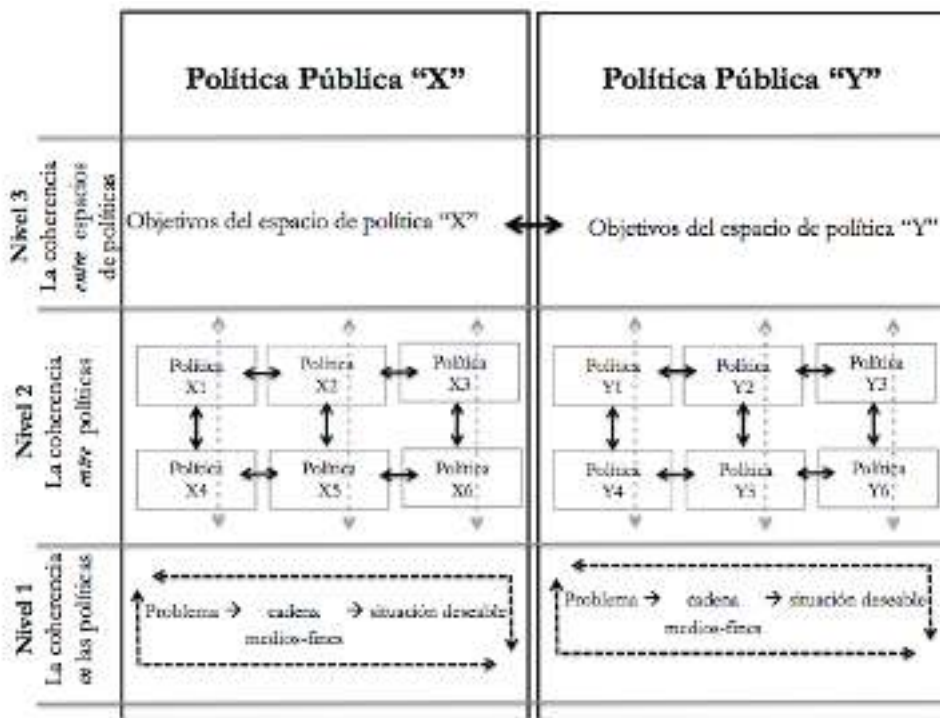 Política Pública “X”
Política Pública “Y”
Nivel 3
La coherencia
entre espacios
de políticas
Objetivos del espacio de política “X”
Objetivos del espacio de política “Y”
Nivel 2
La coherencia
entre políticas
Política
X1
Política
X2
Política
X3
Política
X4
Política
X5
Política
X6
Política
Y1
Política
Y2
Política
Y3
Política
Y4
Política
Y5
Política
Y6
Nivel 1
La coherencia
en las políticas
Problema → cadena → situación deseable
medios-fines
Problema → cadena → situación deseable
medios-fines